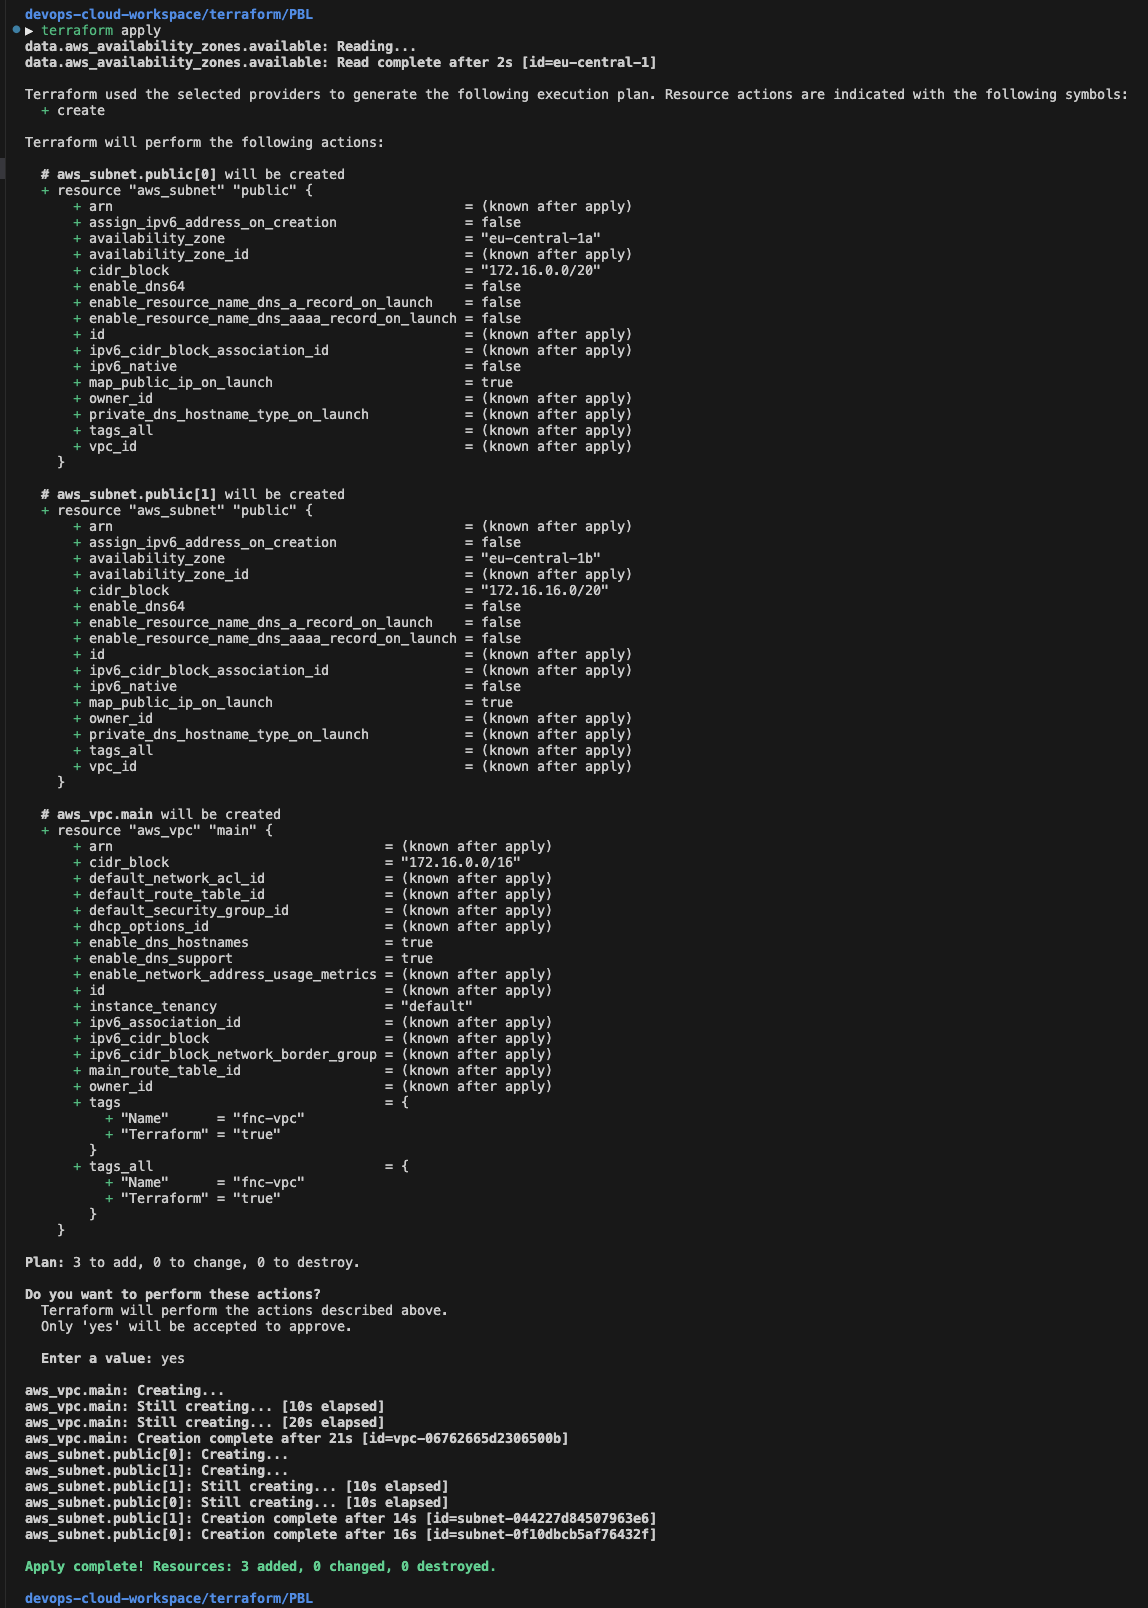 devops-cloud-workspace/terraform/PBL
▶ terraform apply
data.aws_availability_zones.available: Reading...
data.aws_availability_zones.available: Read complete after 2s [id=eu-central-1]

Terraform used the selected providers to generate the following execution plan. Resource actions are indicated with the following symbols:
  + create

Terraform will perform the following actions:

  # aws_subnet.public[0] will be created
  + resource "aws_subnet" "public" {
      + arn                                            = (known after apply)
      + assign_ipv6_address_on_creation                = false
      + availability_zone                              = "eu-central-1a"
      + availability_zone_id                           = (known after apply)
      + cidr_block                                     = "172.16.0.0/20"
      + enable_dns64                                   = false
      + enable_resource_name_dns_a_record_on_launch    = false
      + enable_resource_name_dns_aaaa_record_on_launch = false
      + id                                             = (known after apply)
      + ipv6_cidr_block_association_id                 = (known after apply)
      + ipv6_native                                    = false
      + map_public_ip_on_launch                        = true
      + owner_id                                       = (known after apply)
      + private_dns_hostname_type_on_launch            = (known after apply)
      + tags_all                                       = (known after apply)
      + vpc_id                                         = (known after apply)
    }

  # aws_subnet.public[1] will be created
  + resource "aws_subnet" "public" {
      + arn                                            = (known after apply)
      + assign_ipv6_address_on_creation                = false
      + availability_zone                              = "eu-central-1b"
      + availability_zone_id                           = (known after apply)
      + cidr_block                                     = "172.16.16.0/20"
      + enable_dns64                                   = false
      + enable_resource_name_dns_a_record_on_launch    = false
      + enable_resource_name_dns_aaaa_record_on_launch = false
      + id                                             = (known after apply)
      + ipv6_cidr_block_association_id                 = (known after apply)
      + ipv6_native                                    = false
      + map_public_ip_on_launch                        = true
      + owner_id                                       = (known after apply)
      + private_dns_hostname_type_on_launch            = (known after apply)
      + tags_all                                       = (known after apply)
      + vpc_id                                         = (known after apply)
    }

  # aws_vpc.main will be created
  + resource "aws_vpc" "main" {
      + arn                                  = (known after apply)
      + cidr_block                           = "172.16.0.0/16"
      + default_network_acl_id               = (known after apply)
      + default_route_table_id               = (known after apply)
      + default_security_group_id            = (known after apply)
      + dhcp_options_id                      = (known after apply)
      + enable_dns_hostnames                 = true
      + enable_dns_support                   = true
      + enable_network_address_usage_metrics = (known after apply)
      + id                                   = (known after apply)
      + instance_tenancy                     = "default"
      + ipv6_association_id                  = (known after apply)
      + ipv6_cidr_block                      = (known after apply)
      + ipv6_cidr_block_network_border_group = (known after apply)
      + main_route_table_id                  = (known after apply)
      + owner_id                             = (known after apply)
      + tags                                 = {
          + "Name"      = "fnc-vpc"
          + "Terraform" = "true"
        }
      + tags_all                             = {
          + "Name"      = "fnc-vpc"
          + "Terraform" = "true"
        }
    }

Plan: 3 to add, 0 to change, 0 to destroy.

Do you want to perform these actions?
  Terraform will perform the actions described above.
  Only 'yes' will be accepted to approve.

  Enter a value: yes

aws_vpc.main: Creating...
aws_vpc.main: Still creating... [10s elapsed]
aws_vpc.main: Still creating... [20s elapsed]
aws_vpc.main: Creation complete after 21s [id=vpc-06762665d2306500b]
aws_subnet.public[0]: Creating...
aws_subnet.public[1]: Creating...
aws_subnet.public[1]: Still creating... [10s elapsed]
aws_subnet.public[0]: Still creating... [10s elapsed]
aws_subnet.public[1]: Creation complete after 14s [id=subnet-044227d84507963e6]
aws_subnet.public[0]: Creation complete after 16s [id=subnet-0f10dbcb5af76432f]

Apply complete! Resources: 3 added, 0 changed, 0 destroyed.

devops-cloud-workspace/terraform/PBL